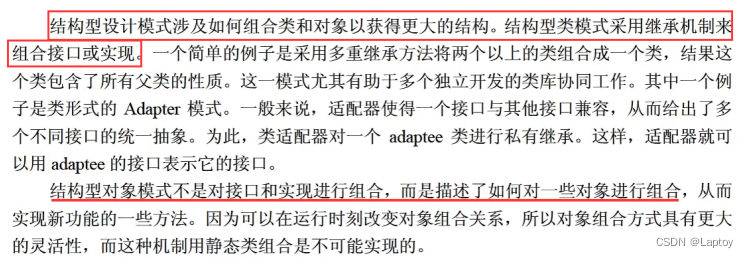 结构型设计模式涉及如何组合类和对象以获得更大的结构。结构型类模式采用继承机制来
组合接口或实现。一个简单的例子是采用多重继承方法将两个以上的类组合成一个类，结果这
个类包含了所有父类的性质。这一模式尤其有助于多个独立开发的类库协同工作。其中一个例
子是类形式的 Adapter 模式。一般来说，适配器使得一个接口与其他接口兼容，从而给出了多
个不同接口的统一抽象。为此，类适配器对一个 adaptee 类进行私有继承。这样，适配器就可
以用 adaptee 的接口表示它的接口。
结构型对象模式不是对接口和实现进行组合，而是描述了如何对一些对象进行组合，从而
实现新功能的一些方法。因为可以在运行时刻改变对象组合关系，所以对象组合方式具有更大
的灵活性，而这种机制用静态类组合是不可能实现的。
CSDN @Laptoy